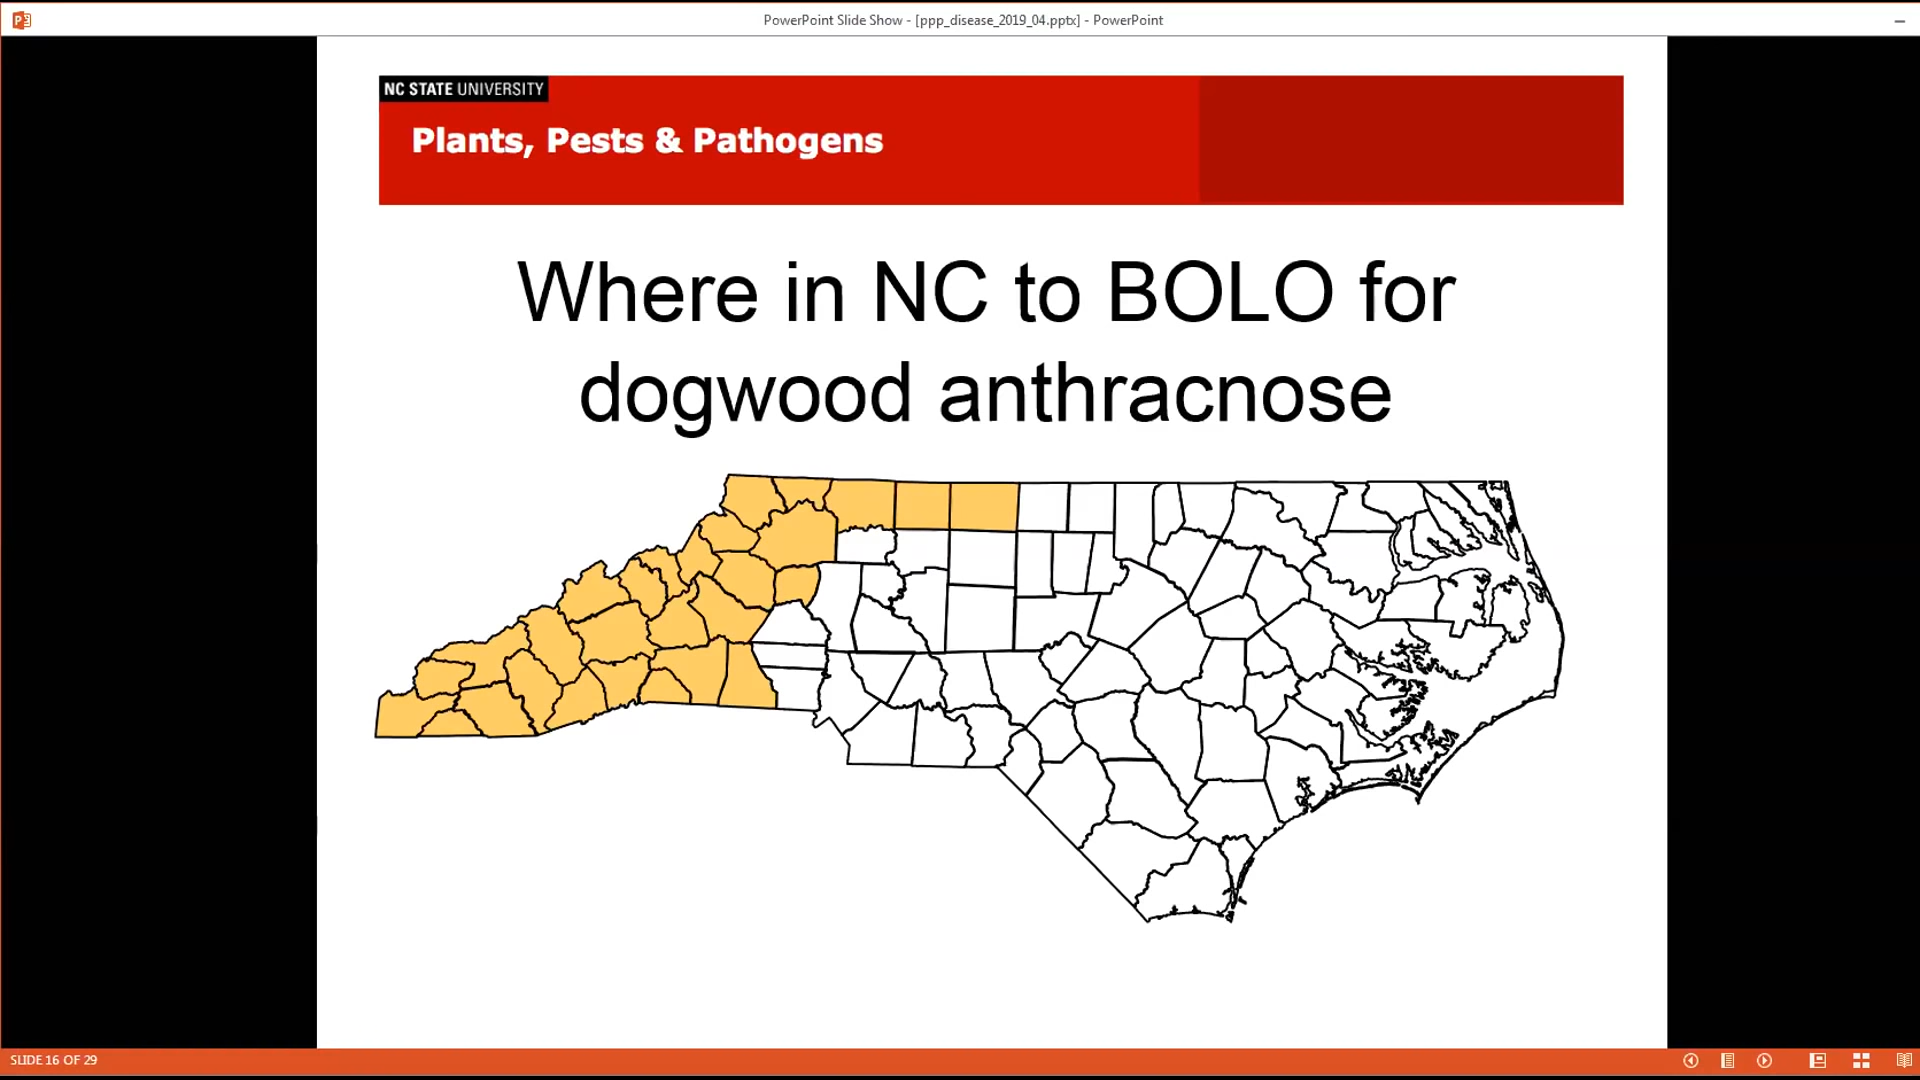 PowerPoint Slide Show - [ppp_disease_2019_04.pptx] - PowerPoint
NC STATE UNIVERSITY
Plants, Pests & Pathogens
Where in NC to BOLO for
dogwood anthracnose
SLIDE 16 OF 29